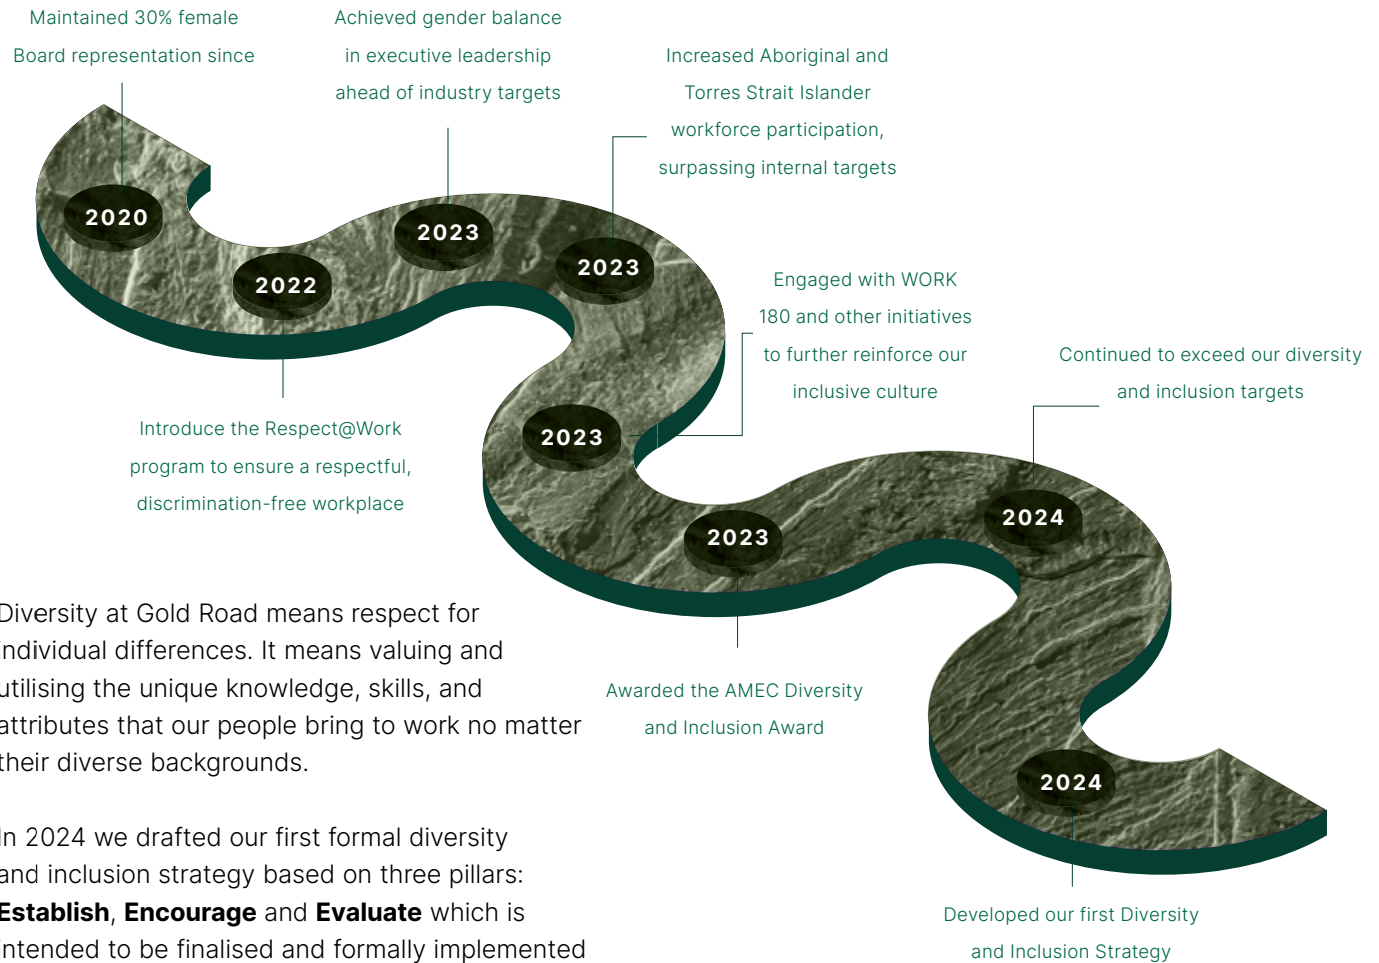 Maintained 30% female
Board representation since
2020
Introduce the Respect@Work
program to ensure a respectful,
discrimination-free workplace
2022
Achieved gender balance
in executive leadership
ahead of industry targets
2023
Increased Aboriginal and
Torres Strait Islander
workforce participation,
surpassing internal targets
2023
Engaged with WORK
180 and other initiatives
to further reinforce our
inclusive culture
2023
2023
Awarded the AMEC Diversity
and Inclusion Award
Continued to exceed our diversity
and inclusion targets
2024
2024
Developed our first Diversity
and Inclusion Strategy
Diversity at Gold Road means respect for
individual differences. It means valuing and
utilising the unique knowledge, skills, and
attributes that our people bring to work no matter
their diverse backgrounds.
In 2024 we drafted our first formal diversity
and inclusion strategy based on three pillars:
Establish, Encourage and Evaluate which is
intended to be finalised and formally implemented